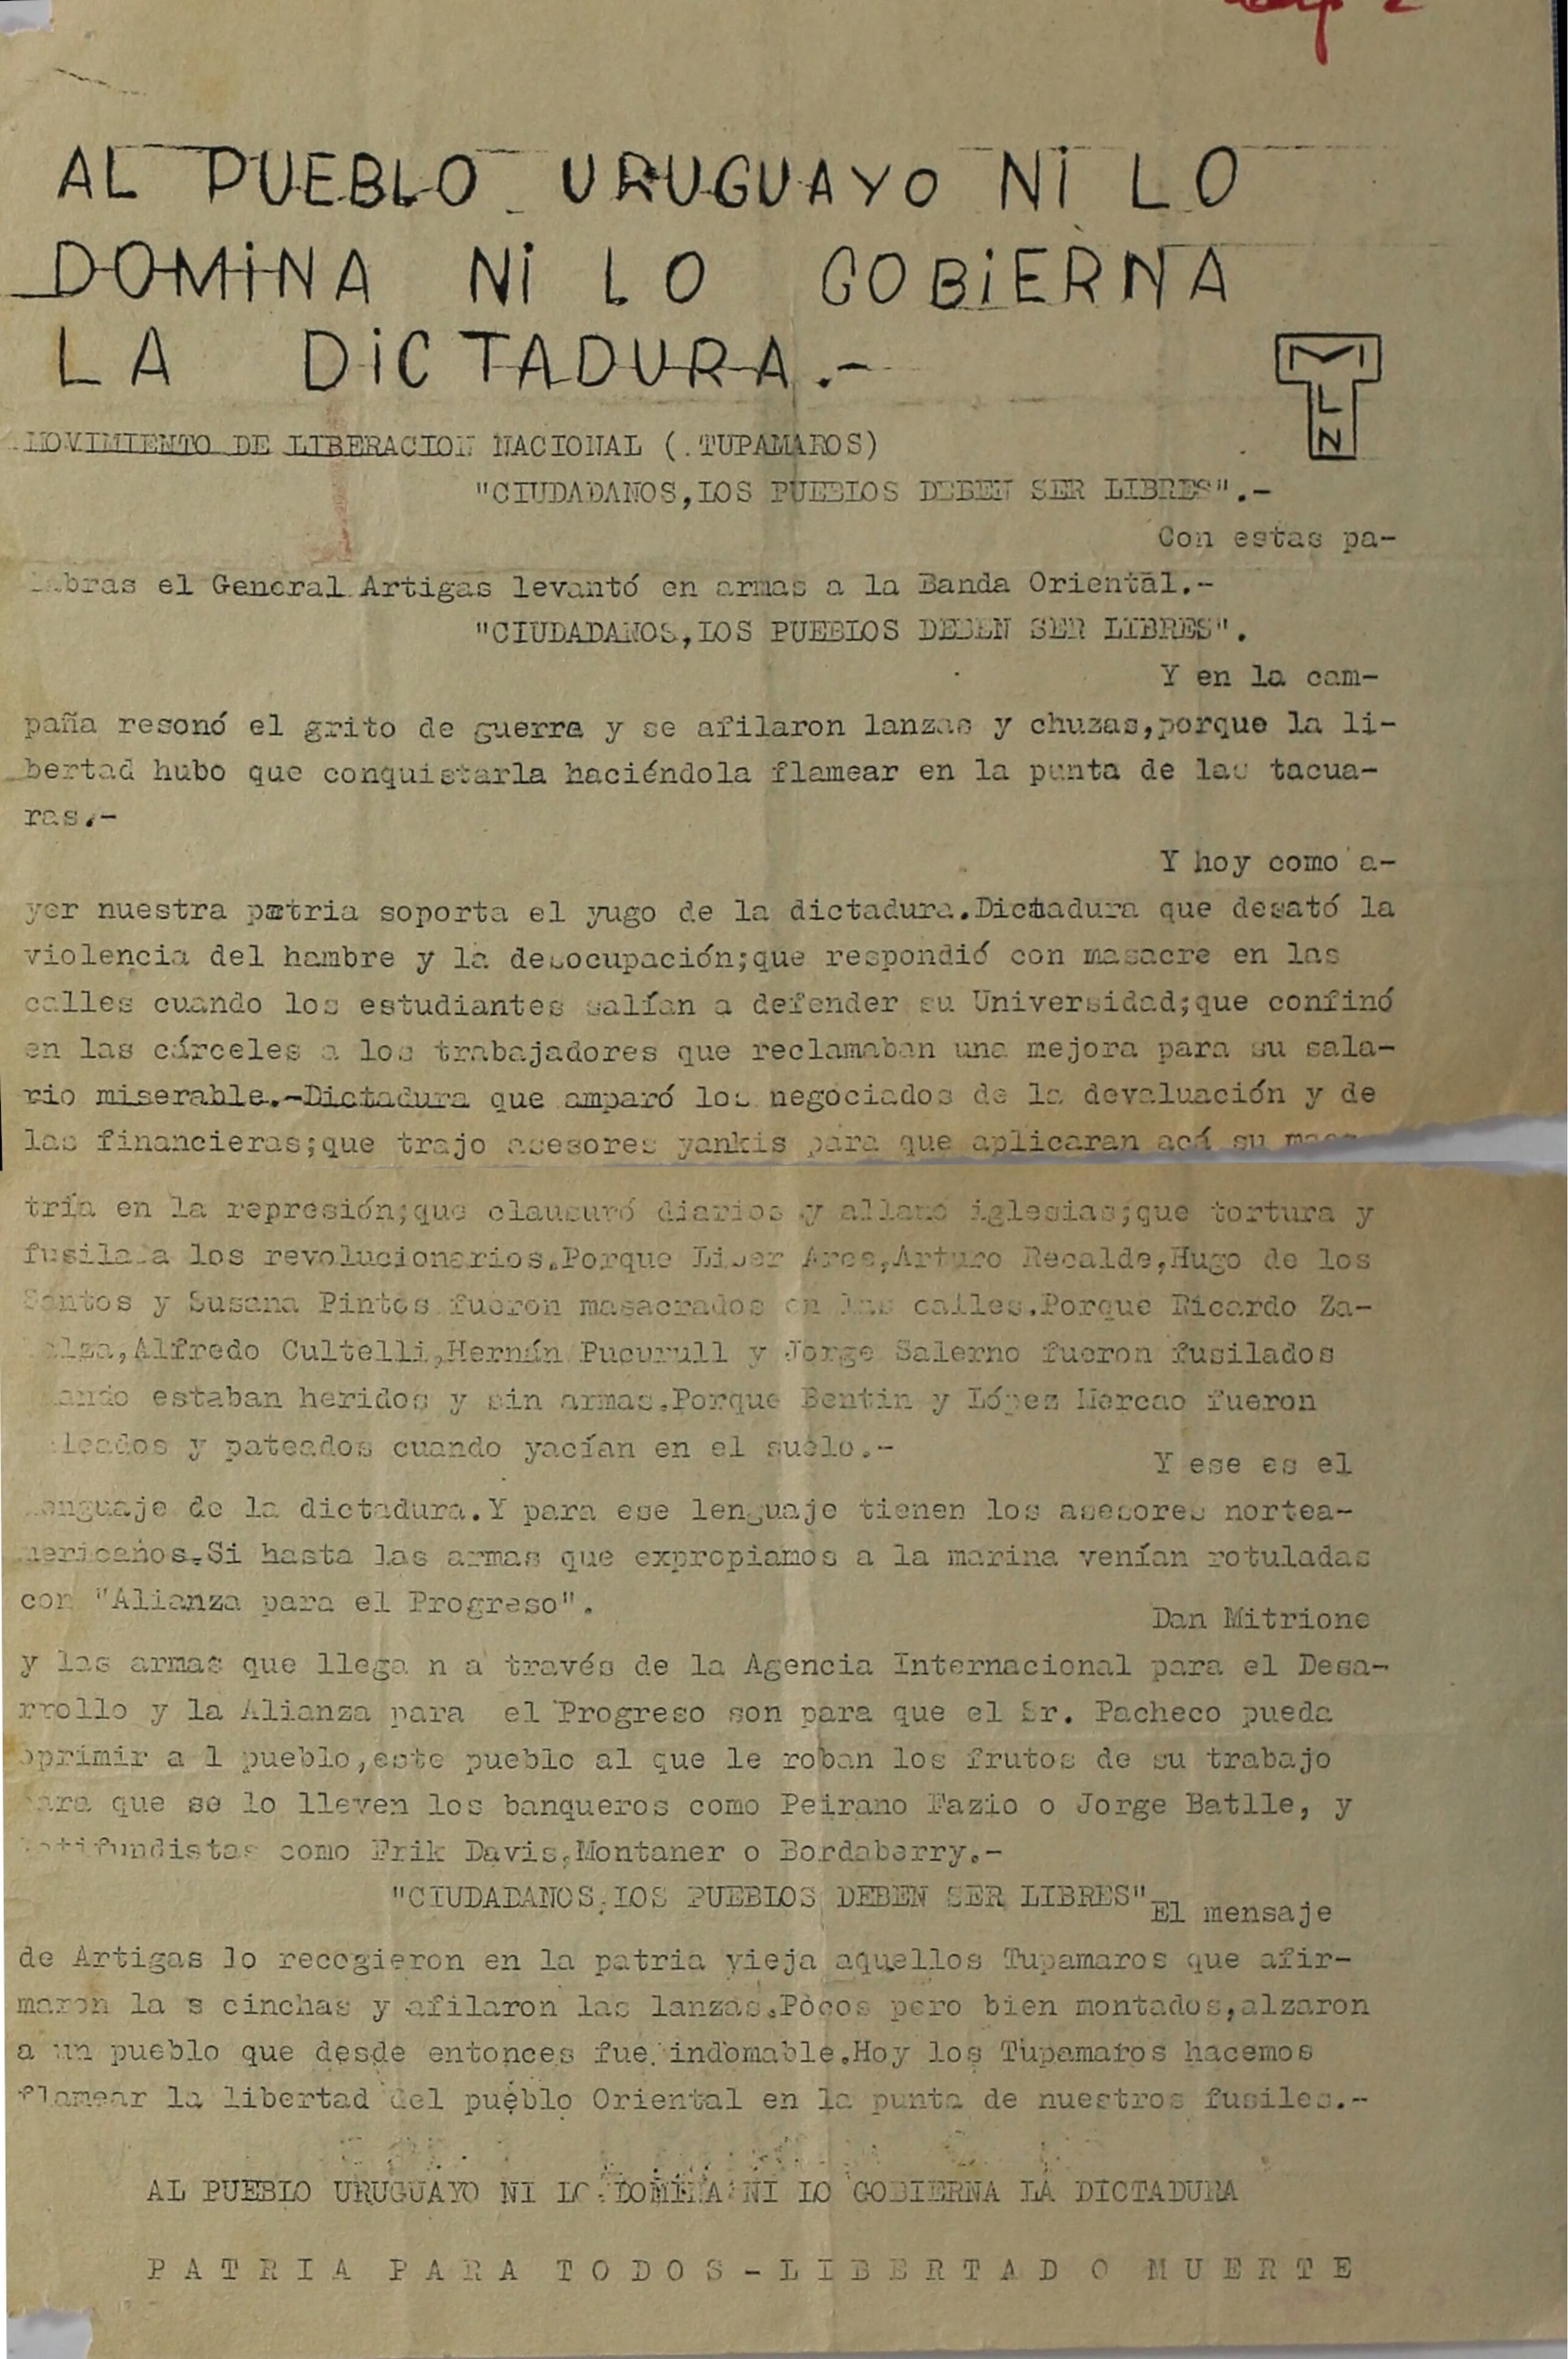 AL PUEBLO URUGUAYO NI LO
DOMINA NI LO GOBIERNA
LA DICTADURA.-
M
L
N
MOVIMIENTO DE LIBERACION NACIONAL (.TUPAMAROS)
"CIUDADANOS,LOS PUEBLOS DEBEN SER LIBRES".-
Con estas pa-
labras el General Artigas levantó en armas a la Banda Oriental.-
"CIUDADANOS,LOS PUEBLOS DEBEN SER LIBRES".
Y en la cam-
paña resonó el grito de guerra y se afilaron lanzas y chuzas,porque la li-
bertad hubo que conquistarla haciéndola flamear en la punta de las tacua-
ras.-
Y hoy como a-
yer nuestra patria soporta el yugo de la dictadura.Dictadura que desató la
violencia del hambre y la desocupación;que respondió con masacre en las
calles cuando los estudiantes salían a defender su Universidad;que confinó
en las cárceles a los trabajadores que reclamaban una mejora para su sala-
rio miserable.-Dictadura que amparó los negociados de la devaluación y de
las financieras;que trajo asesores yankis para que aplicaran acá su
tría en la represión;que clausuró diarios y allanó iglesias;que tortura y
fusila a los revolucionarios.Porque Liber Arce,Arturo Recalde,Hugo de los
Santos y Susana Pintos fueron masacrados en las calles.Porque Ricardo Za-
balza,Alfredo Cultelli,Hernán Pucurull y Jorge Salerno fueron fusilados
cuando estaban heridos y sin armas.Porque Bentin y López Mercao fueron
y pateados cuando yacían en el suelo.-
Y ese es el
lenguaje de la dictadura.Y para ese lenguaje tienen los asesores nortea-
mericanos.Si hasta las armas que expropiamos a la marina venían rotuladas
con "Alianza para el Progreso".
Dan Mitrione
y las armas que llega n a través de la Agencia Internacional para el Desa-
rrollo y la Alianza para el Progreso son para que el Sr. Pacheco pueda
oprimir a l pueblo,este pueblo al que le roban los frutos de su trabajo
para que se lo lleven los banqueros como Peirano Fazio o Jorge Batlle, y
latifundistas como Erik Davis,Montaner o Bordaberry.-
"CIUDADANOS,LOS PUEBLOS DEBEN SER LIBRES"
El mensaje
de Artigas lo recogieron en la patria vieja aquellos Tupamaros que afir-
maron la s cinchas y afilaron las lanzas.Pocos pero bien montados,alzaron
a un pueblo que desde entonces fue indomable.Hoy los Tupamaros hacemos
flamear la libertad del pueblo Oriental en la punta de nuestros fusiles.-
AL PUEBLO URUGUAYO NI LO DOMINA NI LO GOBIERNA LA DICTADURA
P A T R I A P A R A T O D O S - L I B E R T A D O M U E R T E